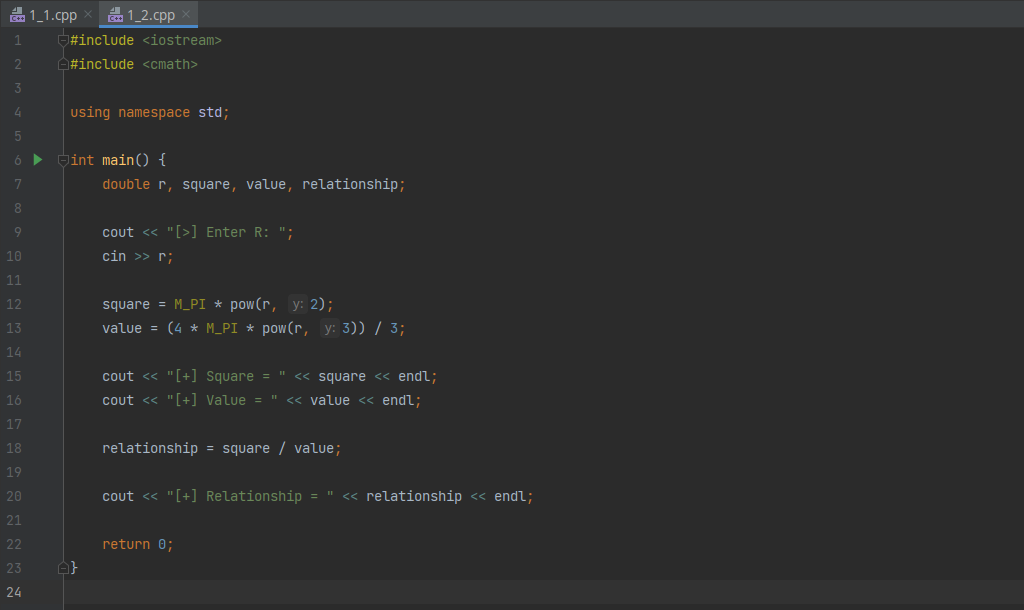 1_1.cpp 1_2.cpp
1 #include <iostream>
2 #include <cmath>
3
4 using namespace std;
5
6 int main() {
7     double r, square, value, relationship;
8
9     cout << "[>] Enter R: ";
10     cin >> r;
11
12     square = M_PI * pow(r, y: 2);
13     value = (4 * M_PI * pow(r, y: 3)) / 3;
14
15     cout << "[+] Square = " << square << endl;
16     cout << "[+] Value = " << value << endl;
17
18     relationship = square / value;
19
20     cout << "[+] Relationship = " << relationship << endl;
21
22     return 0;
23 }
24